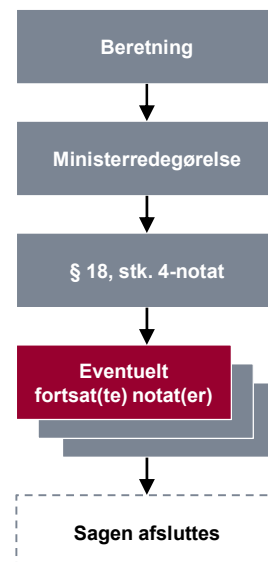 Beretning
Ministerredegørelse
§ 18, stk. 4-notat
Eventuelt
fortsat(te) notat(er)
Sagen afsluttes